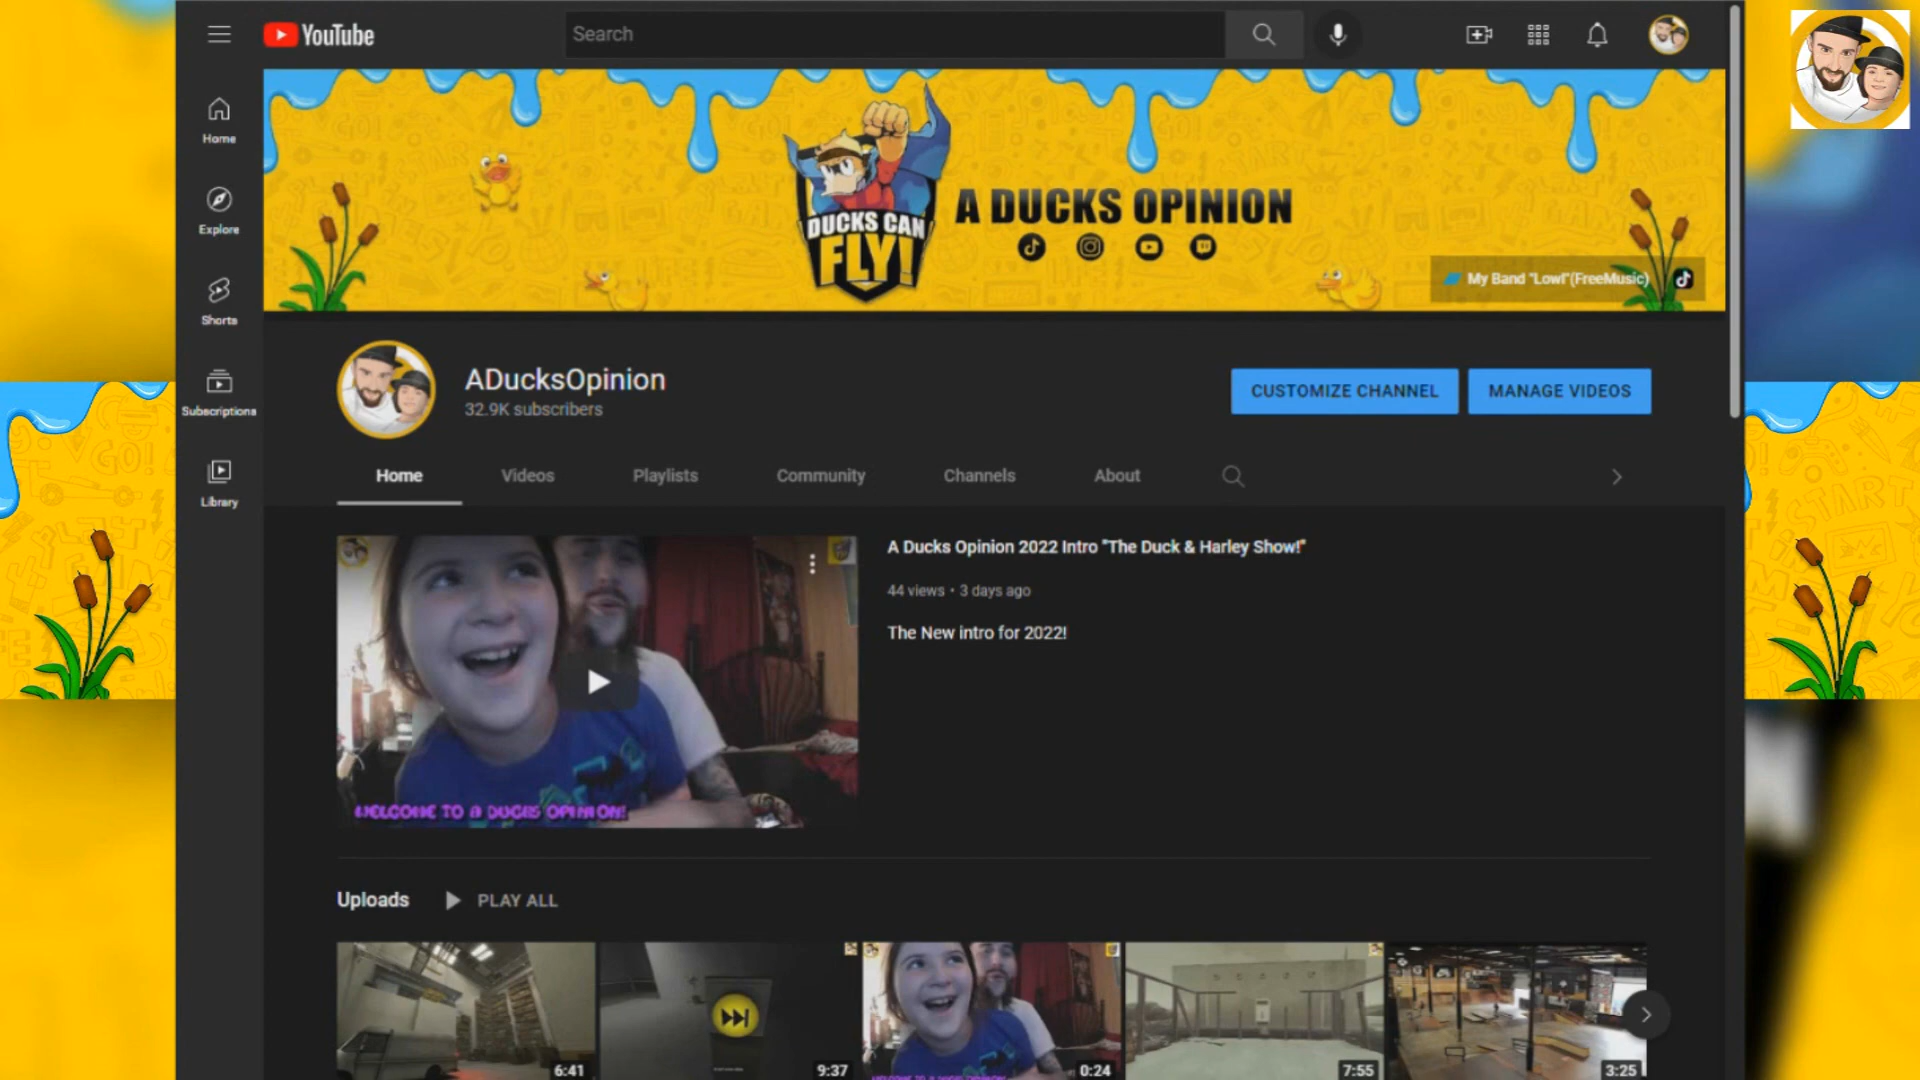 YouTube
Search
Home
Explore
Shorts
Subscriptions
Library
DUCKS CAN
FLY!
A DUCKS OPINION
My Band "Lowl"(FreeMusic)
ADucksOpinion
32.9K subscribers
CUSTOMIZE CHANNEL
MANAGE VIDEOS
Home
Videos
Playlists
Community
Channels
About
A Ducks Opinion 2022 Intro "The Duck & Harley Show!"
44 views • 3 days ago
The New intro for 2022!
WELCOME TO A DUCKS OPINION!
Uploads
PLAY ALL
6:41
9:37
0:24
7:55
3:25
GO!
START